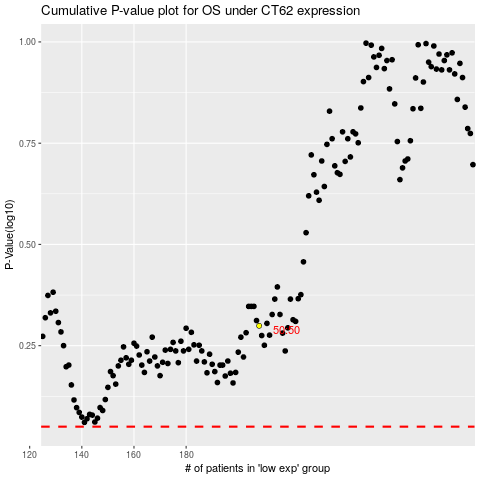 Cumulative P-value plot for OS under CT62 expression
P-Value(log10)
1.00
0.75
0.50
0.25
50:50
120 140 160 180
# of patients in 'low exp' group